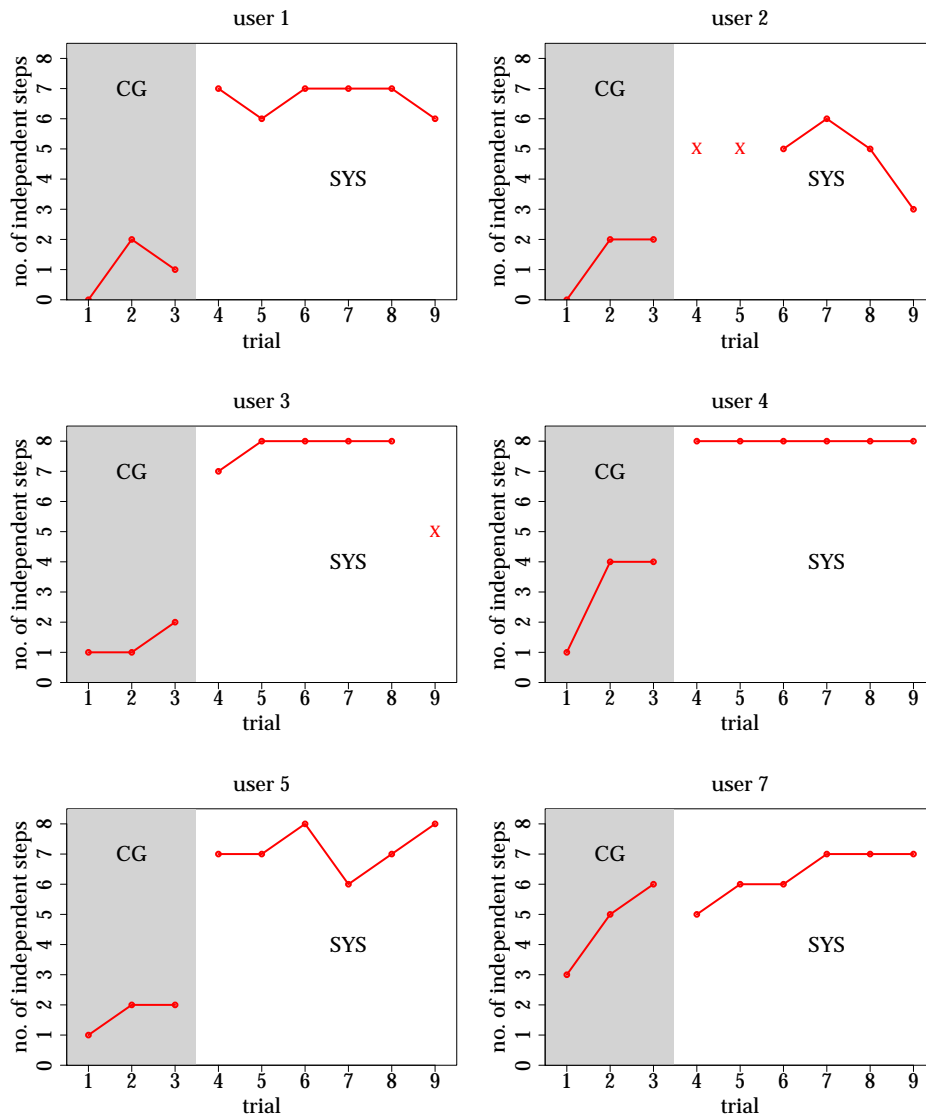 user 1
no. of independent steps
0 1 2 3 4 5 6 7 8
CG
SYS
1 2 3 4 5 6 7 8 9
trial
user 2
no. of independent steps
0 1 2 3 4 5 6 7 8
CG
x x
SYS
1 2 3 4 5 6 7 8 9
trial
user 3
no. of independent steps
0 1 2 3 4 5 6 7 8
CG
x
SYS
1 2 3 4 5 6 7 8 9
trial
user 4
no. of independent steps
0 1 2 3 4 5 6 7 8
CG
SYS
1 2 3 4 5 6 7 8 9
trial
user 5
no. of independent steps
0 1 2 3 4 5 6 7 8
CG
SYS
1 2 3 4 5 6 7 8 9
trial
user 7
no. of independent steps
0 1 2 3 4 5 6 7 8
CG
SYS
1 2 3 4 5 6 7 8 9
trial